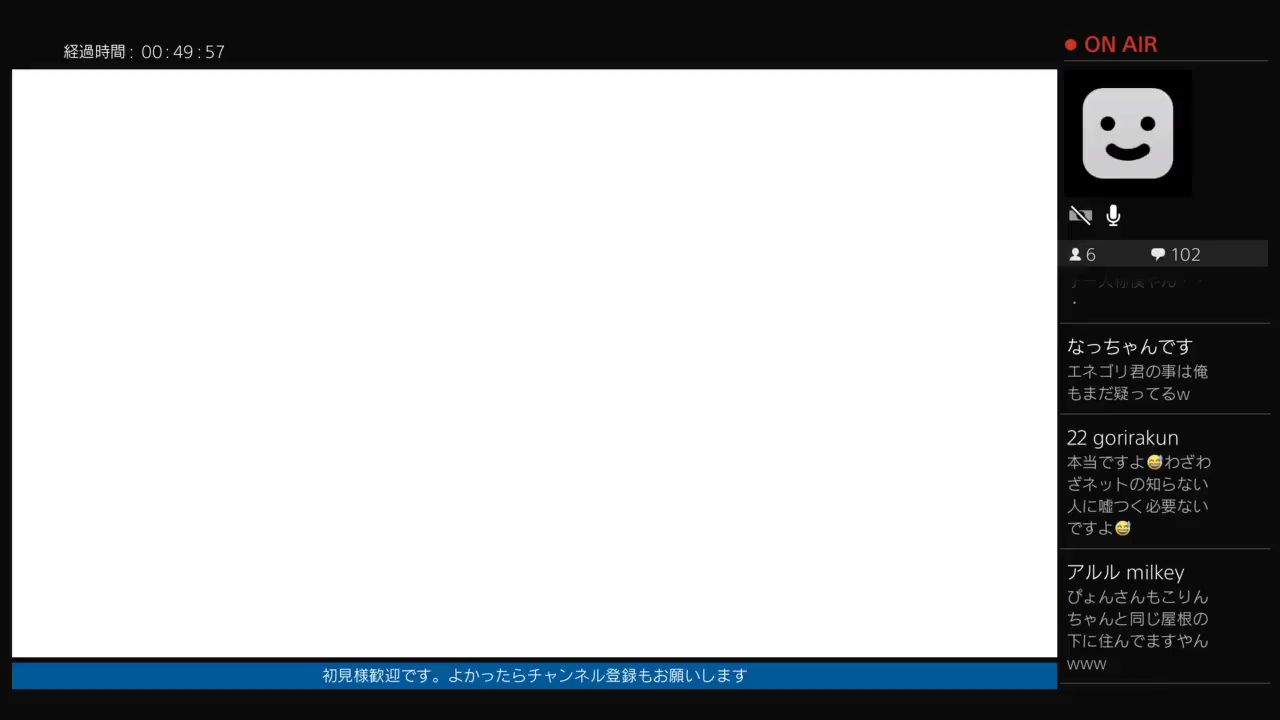 経過時間 : 00:49:57
ON AIR
6 102
なっちゃんです
エネゴリ君の事は俺
もまだ疑ってるw
22 gorirakun
本当ですよ😅わざわ
ざネットの知らない
人に嘘つく必要ない
ですよ😅
アルル milkey
ぴょんさんもこりん
ちゃんと同じ屋根の
下に住んでますやん
www
初見様歓迎です。よかったらチャンネル登録もお願いします